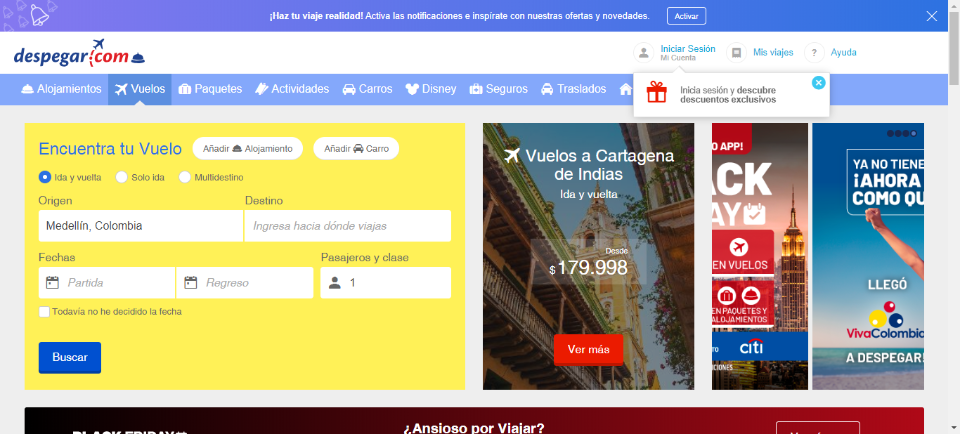 ¡Haz tu viaje realidad! Activa las notificaciones e inspírate con nuestras ofertas y novedades. Activar
despegar.com
Iniciar Sesión
Mi Cuenta
Mis viajes
? Ayuda
Alojamientos Vuelos Paquetes Actividades Carros Disney Seguros Traslados
Inicia sesión y descubre
descuentos exclusivos
Encuentra tu Vuelo
Añadir Alojamiento
Añadir Carro
Ida y vuelta Solo ida Multidestino
Origen Destino
Medellín, Colombia Ingresa hacia dónde viajas
Fechas Pasajeros y clase
Partida Regreso 1
Todavía no he decidido la fecha
Buscar
Vuelos a Cartagena
de Indias
Ida y vuelta
Desde
$ 179.998
Ver más
O APP!
ACK
DAY
EN VUELOS
EN PAQUETES Y
ALOJAMIENTOS
citi
DICIONES
YA NO TIENE
¡AHORA
COMO QU
LLEGÓ
VivaColombia
A DESPEGAR!
BLACK FRIDAY
¿Ansioso por Viajar?